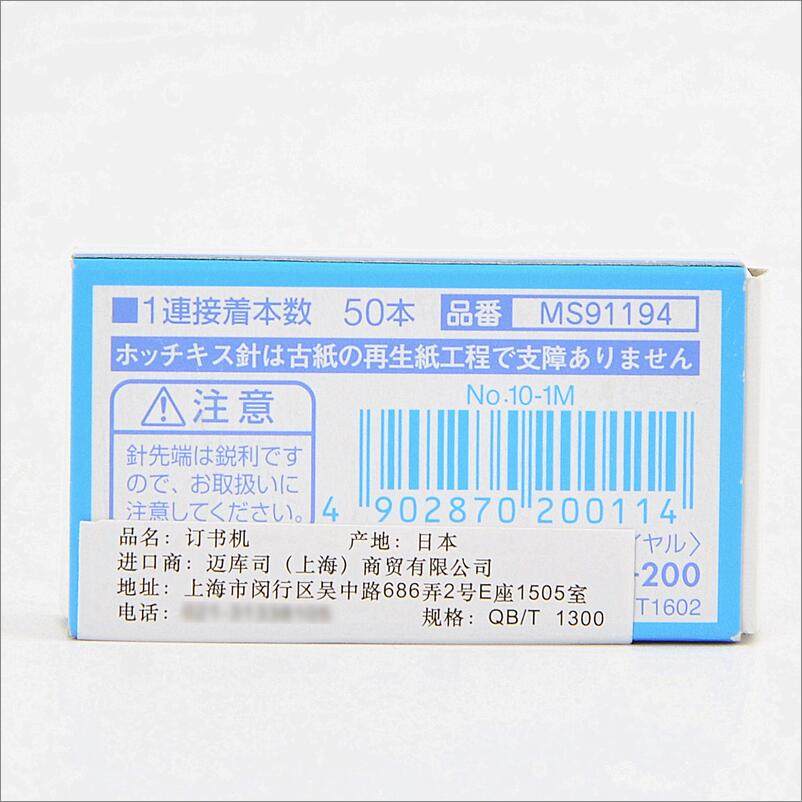 ■1連接着本数 50本 品番 MS91194
ホッチキス針は古紙の再生紙工程で支障ありません
注意
針先端は鋭利です
ので、お取扱いに
注意してください。
No.10-1M
4 902870 200114
イヤル〉
-200
T1602
品名: 订书机 产地: 日本
进口商: 迈库司（上海）商贸有限公司
地址: 上海市闵行区吴中路686弄2号E座1505室
电话: 规格: QB/T 1300